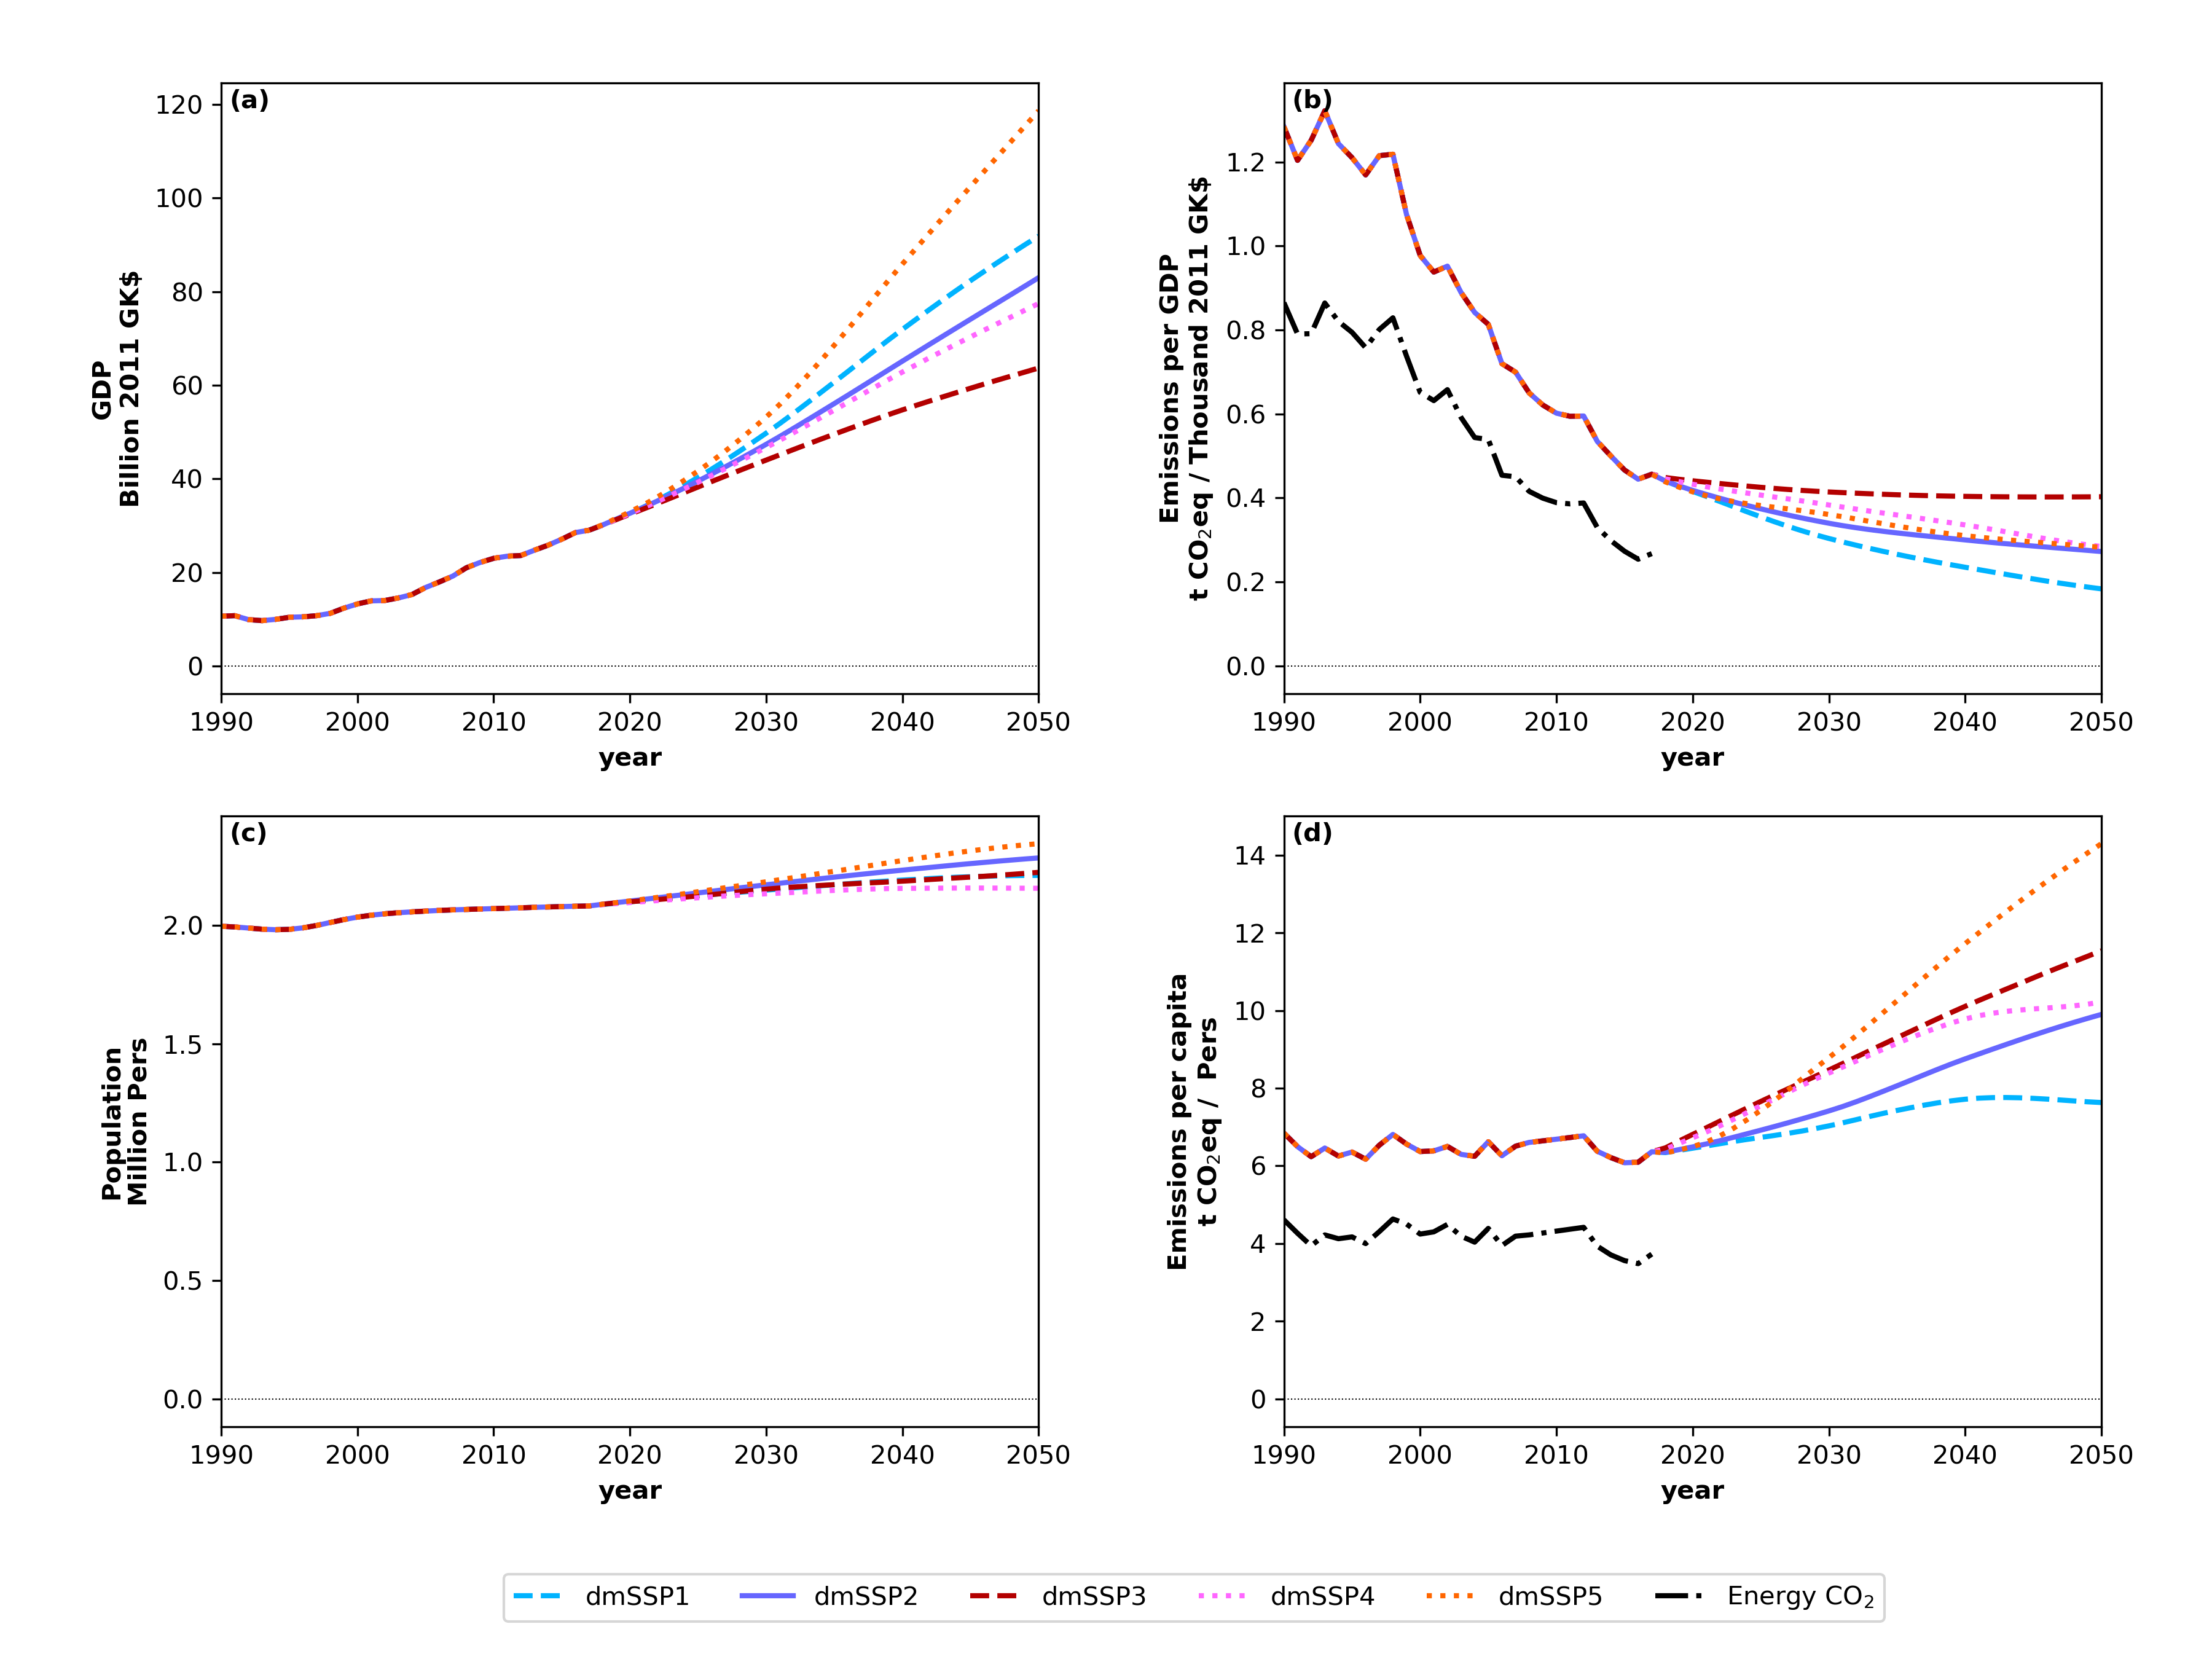 (a)
GDP
Billion 2011 GK$
120
100
80
60
40
20
0
1990 2000 2010 2020 2030 2040 2050
year
(b)
Emissions per GDP
t CO₂eq / Thousand 2011 GK$
1.2
1.0
0.8
0.6
0.4
0.2
0.0
1990 2000 2010 2020 2030 2040 2050
year
(c)
Population
Million Pers
2.0
1.5
1.0
0.5
0.0
1990 2000 2010 2020 2030 2040 2050
year
(d)
Emissions per capita
t CO₂eq / Pers
14
12
10
8
6
4
2
0
1990 2000 2010 2020 2030 2040 2050
year
dmSSP1 dmSSP2 dmSSP3 dmSSP4 dmSSP5 Energy CO₂